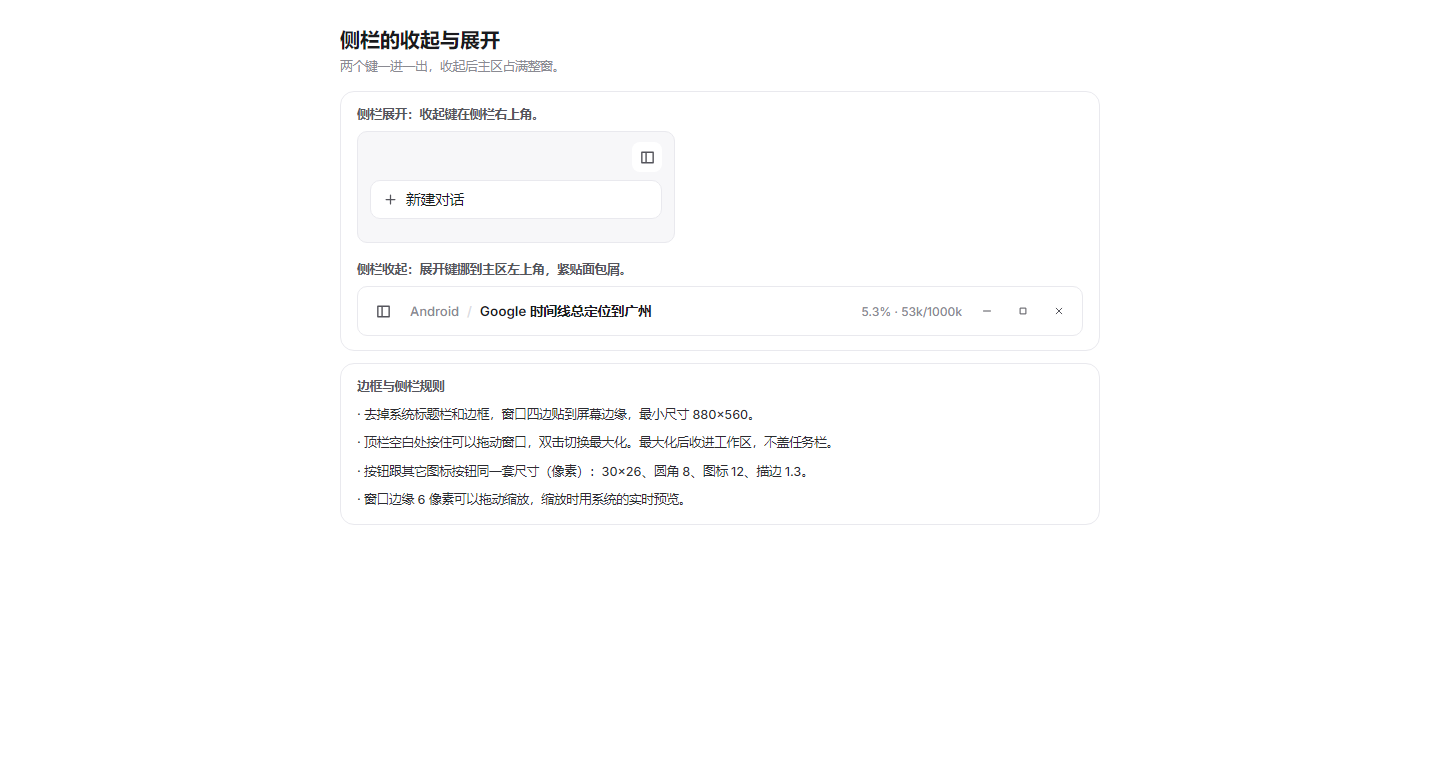 侧栏的收起与展开
两个键一进一出，收起后主区占满整窗。
侧栏展开：收起键在侧栏右上角。
新建对话
侧栏收起：展开键挪到主区左上角，紧贴面包屑。
Android / Google 时间线总定位到广州 5.3% · 53k/1000k
边框与侧栏规则
· 去掉系统标题栏和边框，窗口四边贴到屏幕边缘，最小尺寸 880×560。
· 顶栏空白处按住可以拖动窗口，双击切换最大化。最大化后收进工作区，不盖任务栏。
· 按钮跟其它图标按钮同一套尺寸（像素）：30×26、圆角 8、图标 12、描边 1.3。
· 窗口边缘 6 像素可以拖动缩放，缩放时用系统的实时预览。